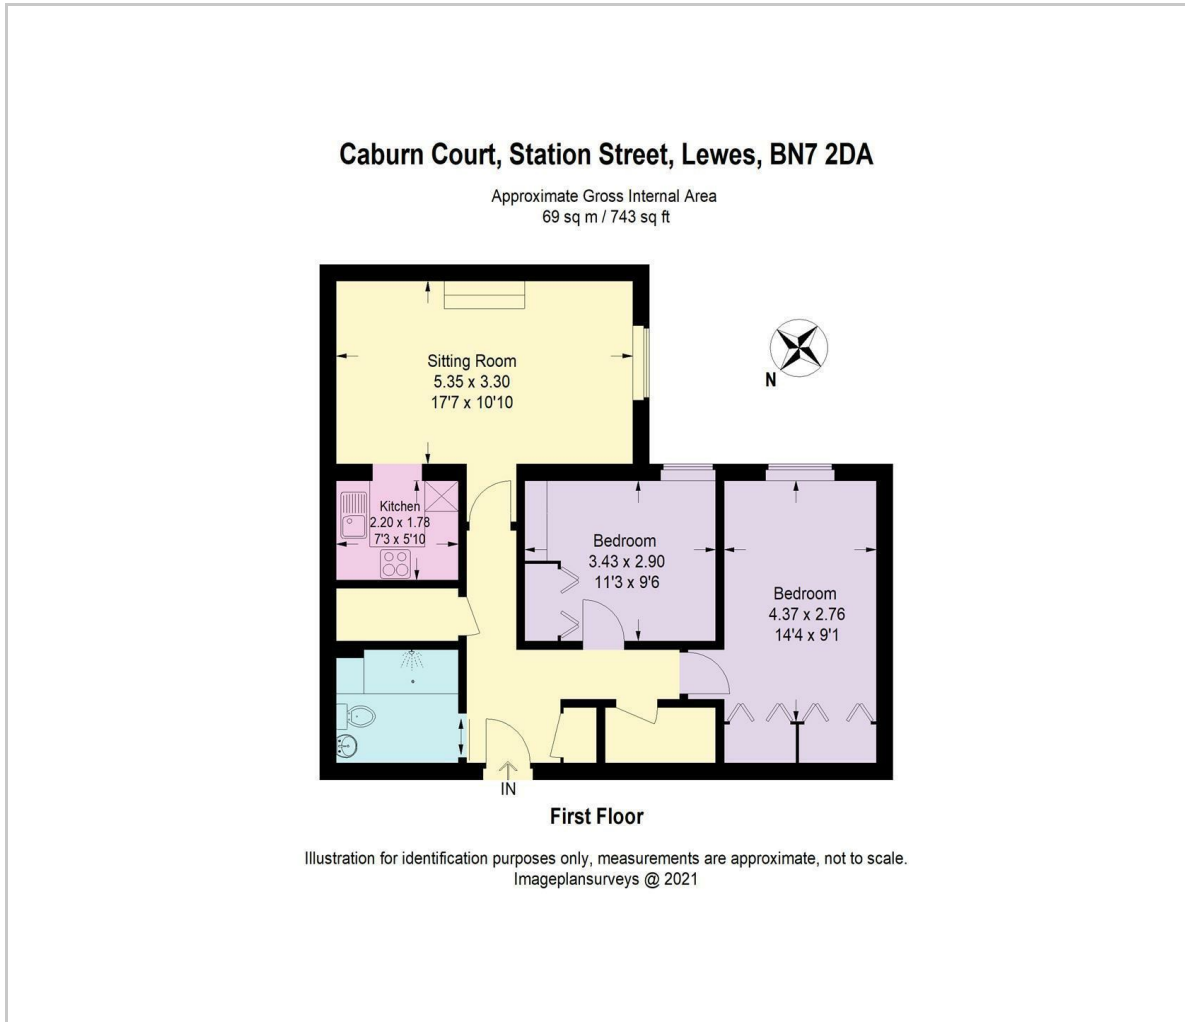 Caburn Court, Station Street, Lewes, BN7 2DA
Approximate Gross Internal Area
69 sq m / 743 sq ft
Sitting Room
5.35 x 3.30
17'7 x 10'10
N
Kitchen
2.20 x 1.78
7'3 x 5'10
Bedroom
3.43 x 2.90
11'3 x 9'6
Bedroom
4.37 x 2.76
14'4 x 9'1
IN
First Floor
Illustration for identification purposes only, measurements are approximate, not to scale.
Imageplansurveys @ 2021